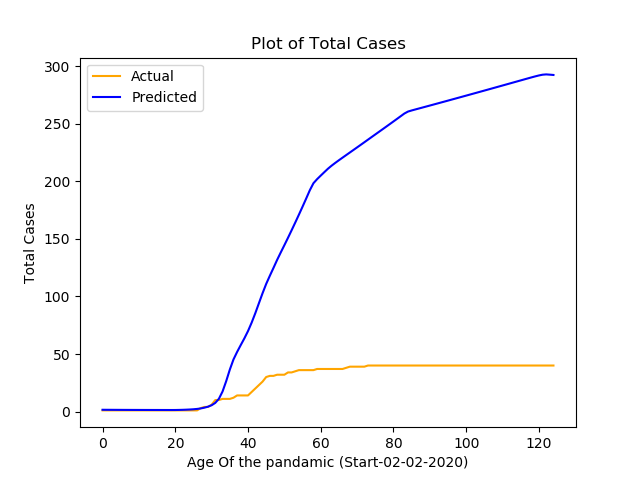 Plot of Total Cases
Actual
Predicted
300
250
200
150
100
50
0
Total Cases
0 20 40 60 80 100 120
Age Of the pandamic (Start-02-02-2020)